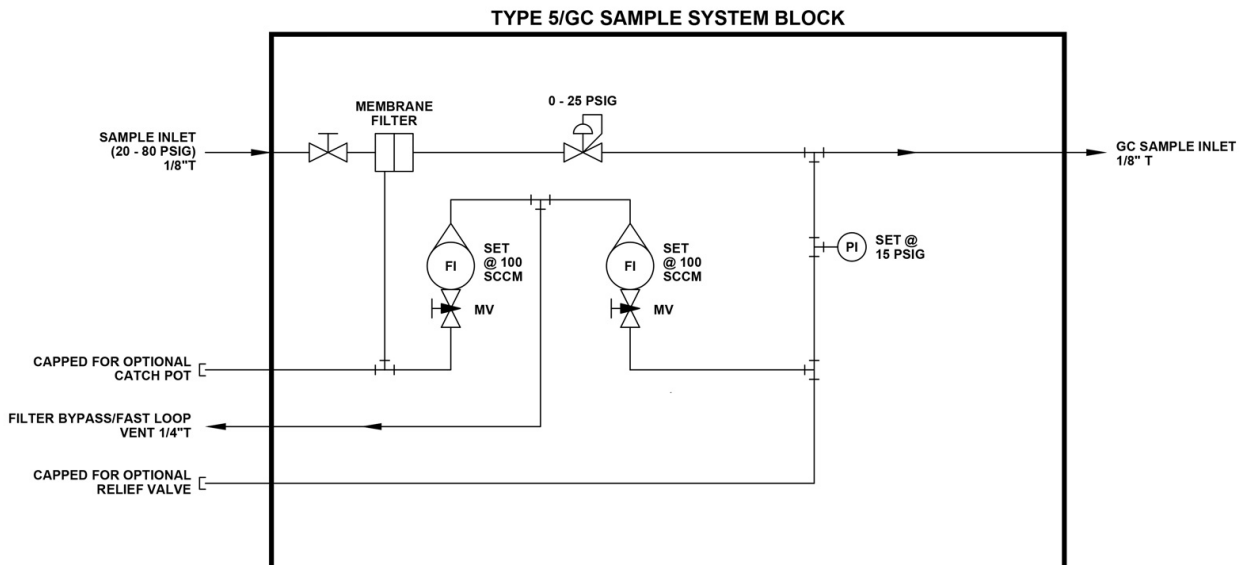 TYPE 5/GC SAMPLE SYSTEM BLOCK
0 - 25 PSIG
MEMBRANE
FILTER
SAMPLE INLET
(20 - 80 PSIG)
1/8"T
GC SAMPLE INLET
1/8" T
FI
SET
@ 100
SCCM
MV
FI
SET
@ 100
SCCM
MV
PI
SET @
15 PSIG
CAPPED FOR OPTIONAL
CATCH POT
FILTER BYPASS/FAST LOOP
VENT 1/4"T
CAPPED FOR OPTIONAL
RELIEF VALVE